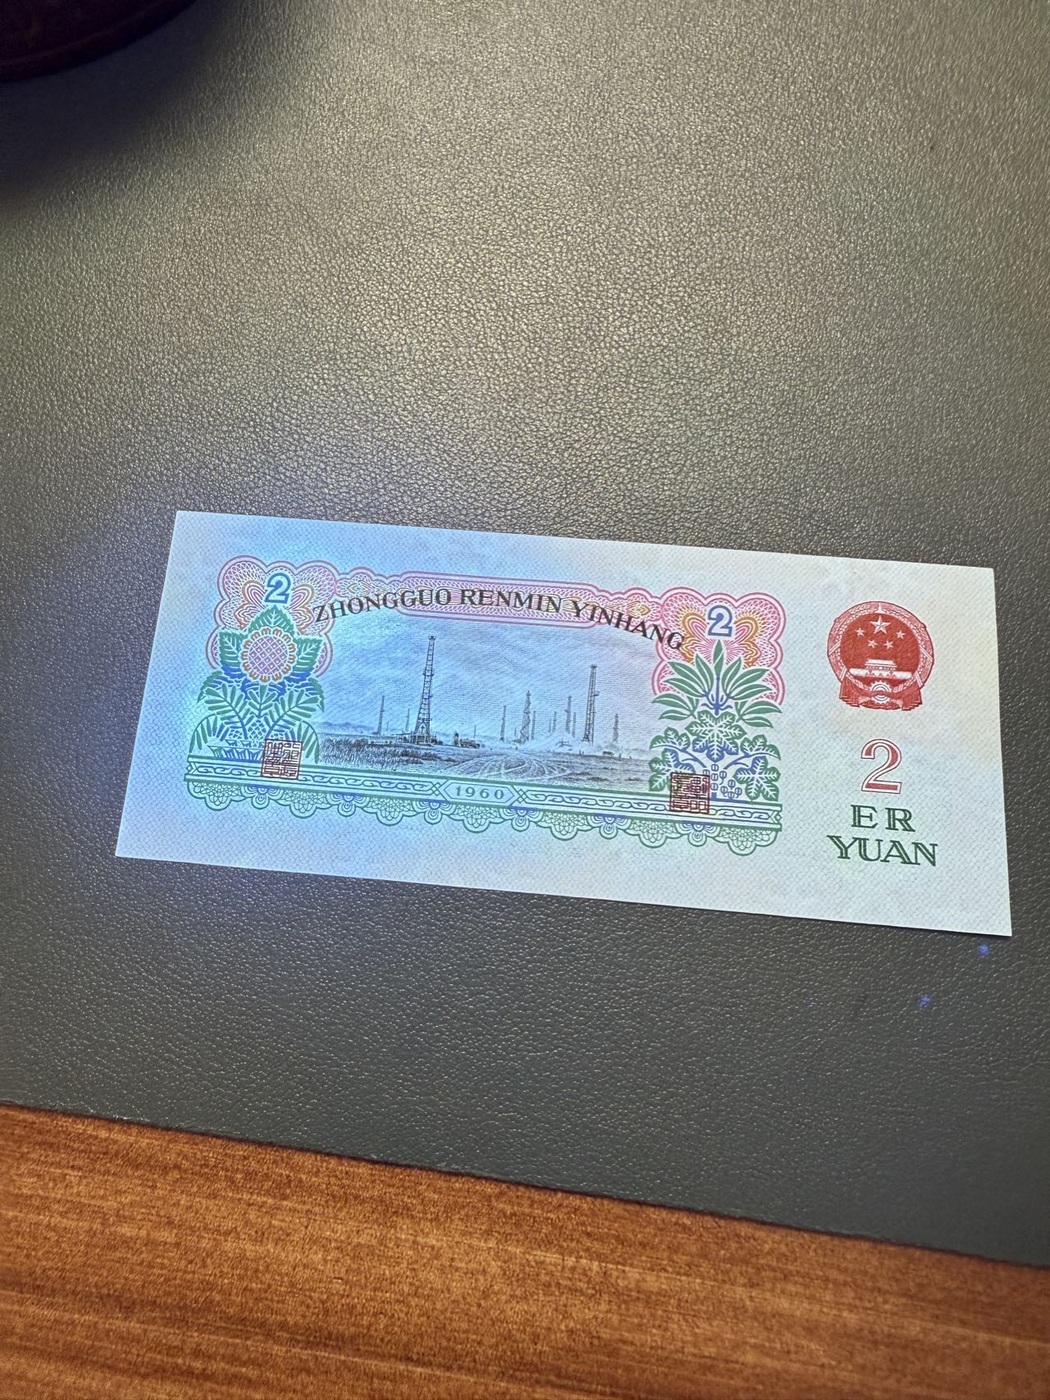 2
ZHONGGUO RENMIN YINHANG
2
1960
2
ER
YUAN